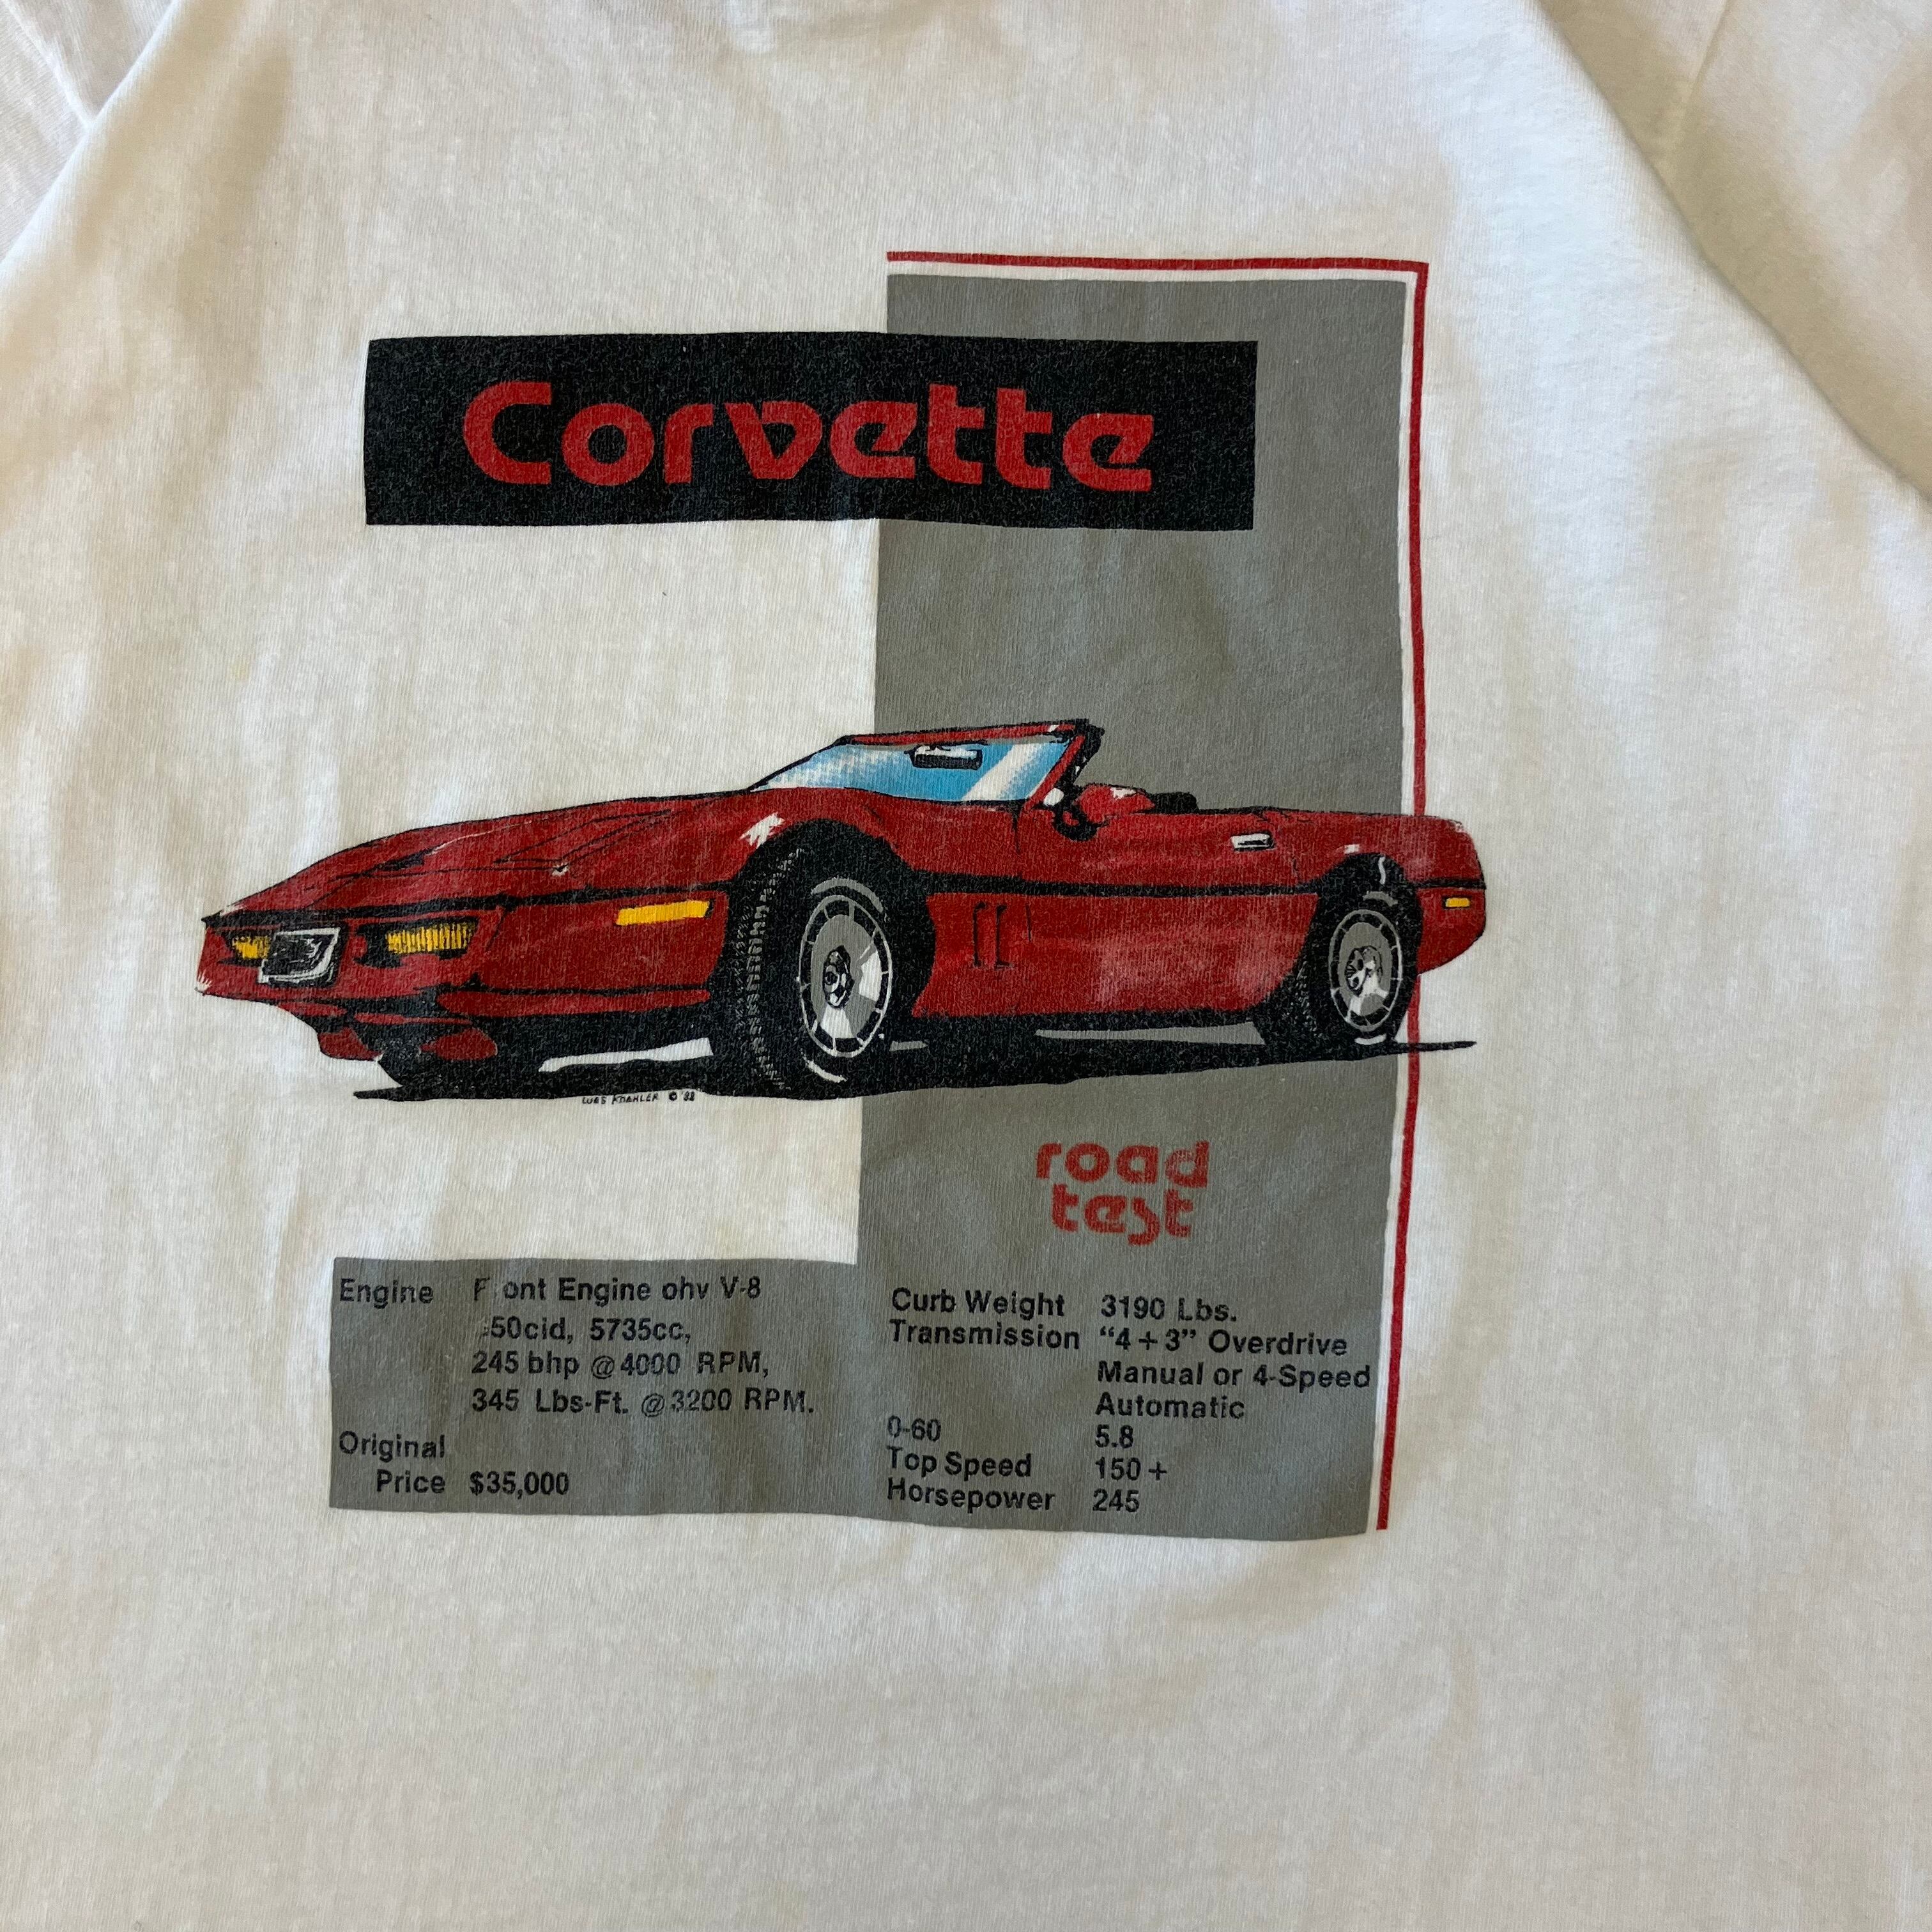 Corvette
© '88
road
test
Engine Front Engine ohv V-8
50cid, 5735cc,
245 bhp @ 4000 RPM,
345 Lbs-Ft. @ 3200 RPM.
Original
Price $35,000
Curb Weight 3190 Lbs.
Transmission “4+3” Overdrive
Manual or 4-Speed
Automatic
0-60 5.8
Top Speed 150+
Horsepower 245